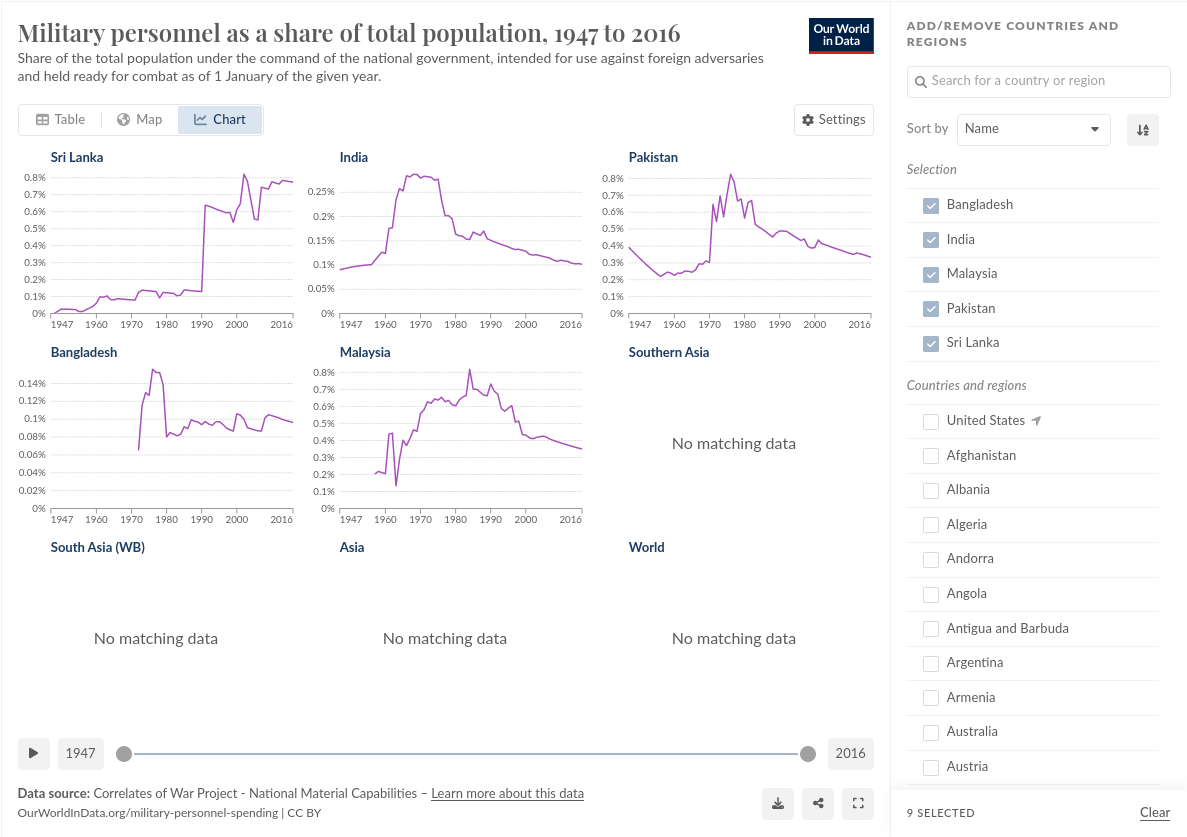 Military personnel as a share of total population, 1947 to 2016
Share of the total population under the command of the national government, intended for use against foreign adversaries
and held ready for combat as of 1 January of the given year.
Our World
in Data
Table
Map
Chart
Settings
Sri Lanka
0.8%
0.7%
0.6%
0.5%
0.4%
0.3%
0.2%
0.1%
0%
1947 1960 1970 1980 1990 2000 2016
India
0.25%
0.2%
0.15%
0.1%
0.05%
0%
1947 1960 1970 1980 1990 2000 2016
Pakistan
0.8%
0.7%
0.6%
0.5%
0.4%
0.3%
0.2%
0.1%
0%
1947 1960 1970 1980 1990 2000 2016
Bangladesh
0.14%
0.12%
0.1%
0.08%
0.06%
0.04%
0.02%
0%
1947 1960 1970 1980 1990 2000 2016
Malaysia
0.8%
0.7%
0.6%
0.5%
0.4%
0.3%
0.2%
0.1%
0%
1947 1960 1970 1980 1990 2000 2016
Southern Asia
No matching data
South Asia (WB)
No matching data
Asia
No matching data
World
No matching data
1947
2016
Data source: Correlates of War Project - National Material Capabilities – Learn more about this data
OurWorldInData.org/military-personnel-spending | CC BY
ADD/REMOVE COUNTRIES AND
REGIONS
Search for a country or region
Sort by Name
Selection
Bangladesh
India
Malaysia
Pakistan
Sri Lanka
Countries and regions
United States
Afghanistan
Albania
Algeria
Andorra
Angola
Antigua and Barbuda
Argentina
Armenia
Australia
Austria
9 SELECTED
Clear